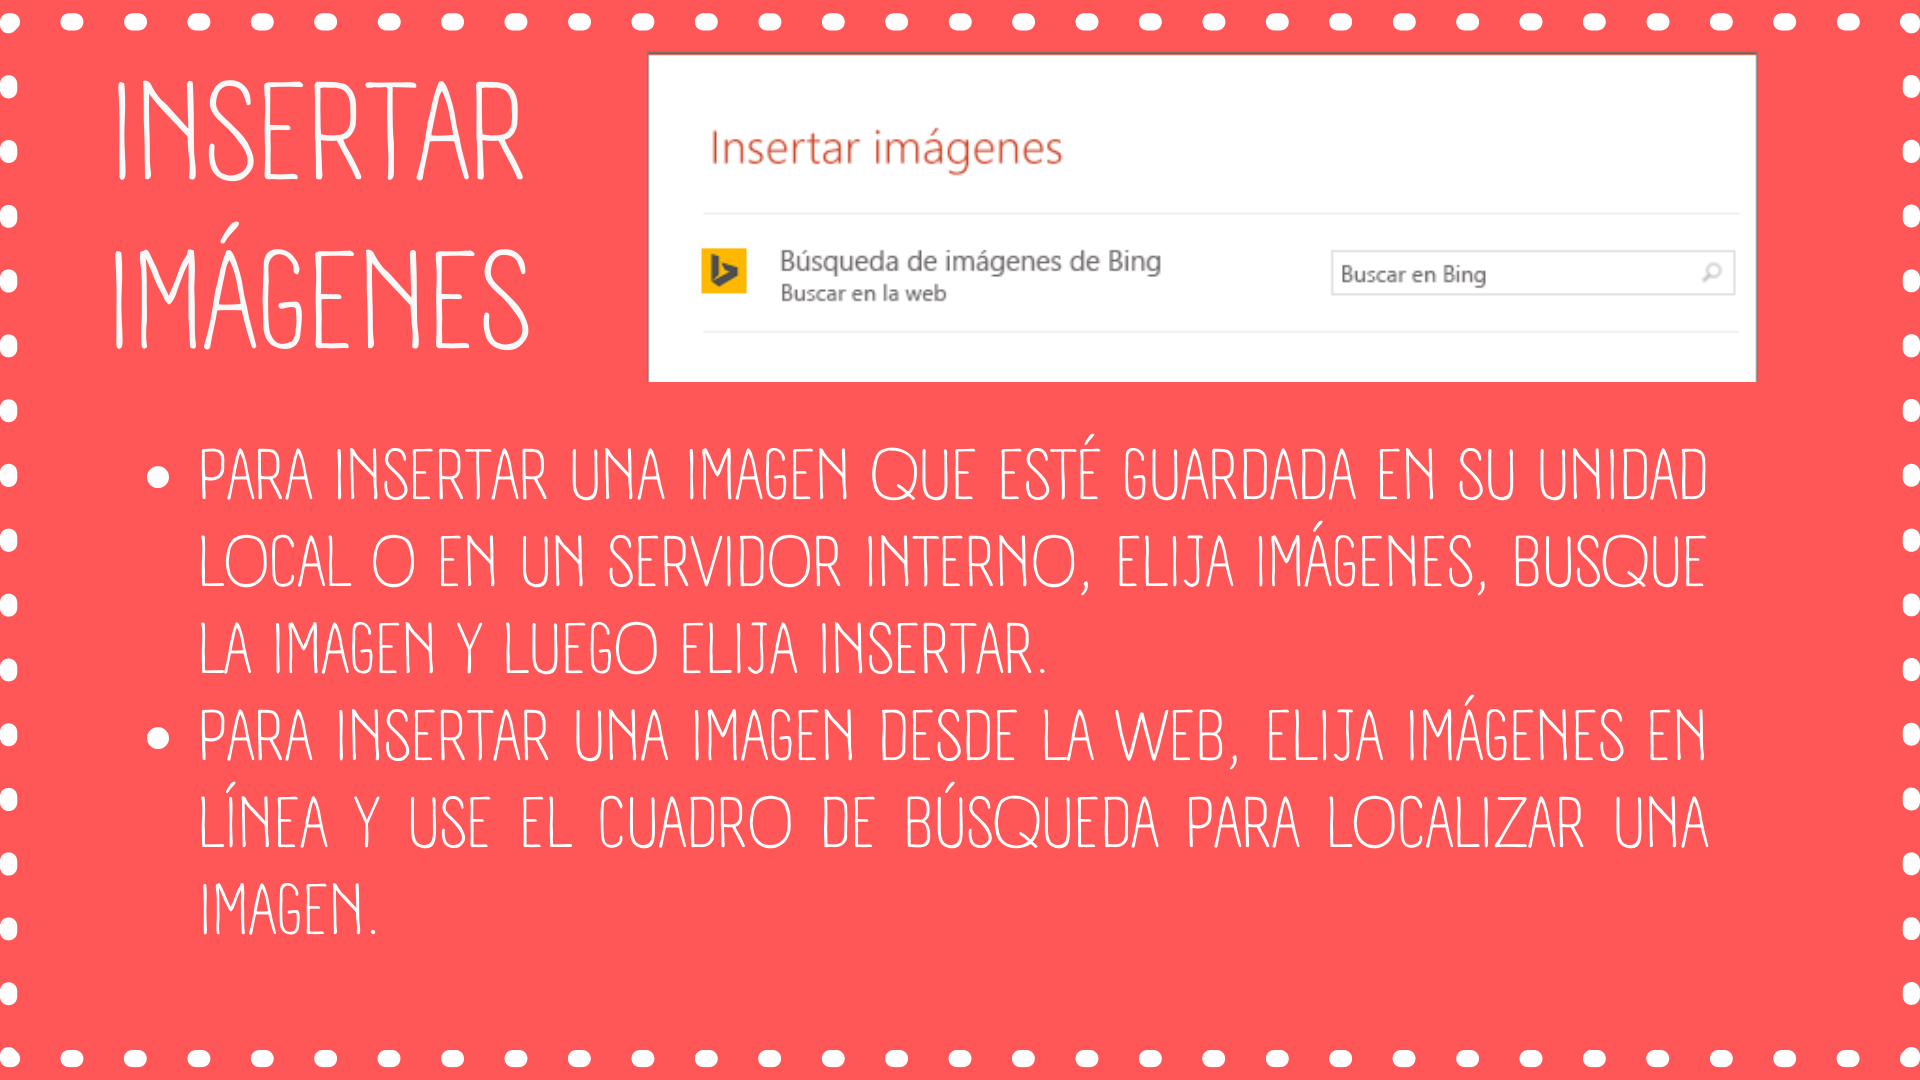 INSERTAR
IMÁGENES
Insertar imágenes
Búsqueda de imágenes de Bing
Buscar en la web
Buscar en Bing
• PARA INSERTAR UNA IMAGEN QUE ESTÉ GUARDADA EN SU UNIDAD
LOCAL O EN UN SERVIDOR INTERNO, ELIJA IMÁGENES, BUSQUE
LA IMAGEN Y LUEGO ELIJA INSERTAR.
• PARA INSERTAR UNA IMAGEN DESDE LA WEB, ELIJA IMÁGENES EN
LÍNEA Y USE EL CUADRO DE BÚSQUEDA PARA LOCALIZAR UNA
IMAGEN.